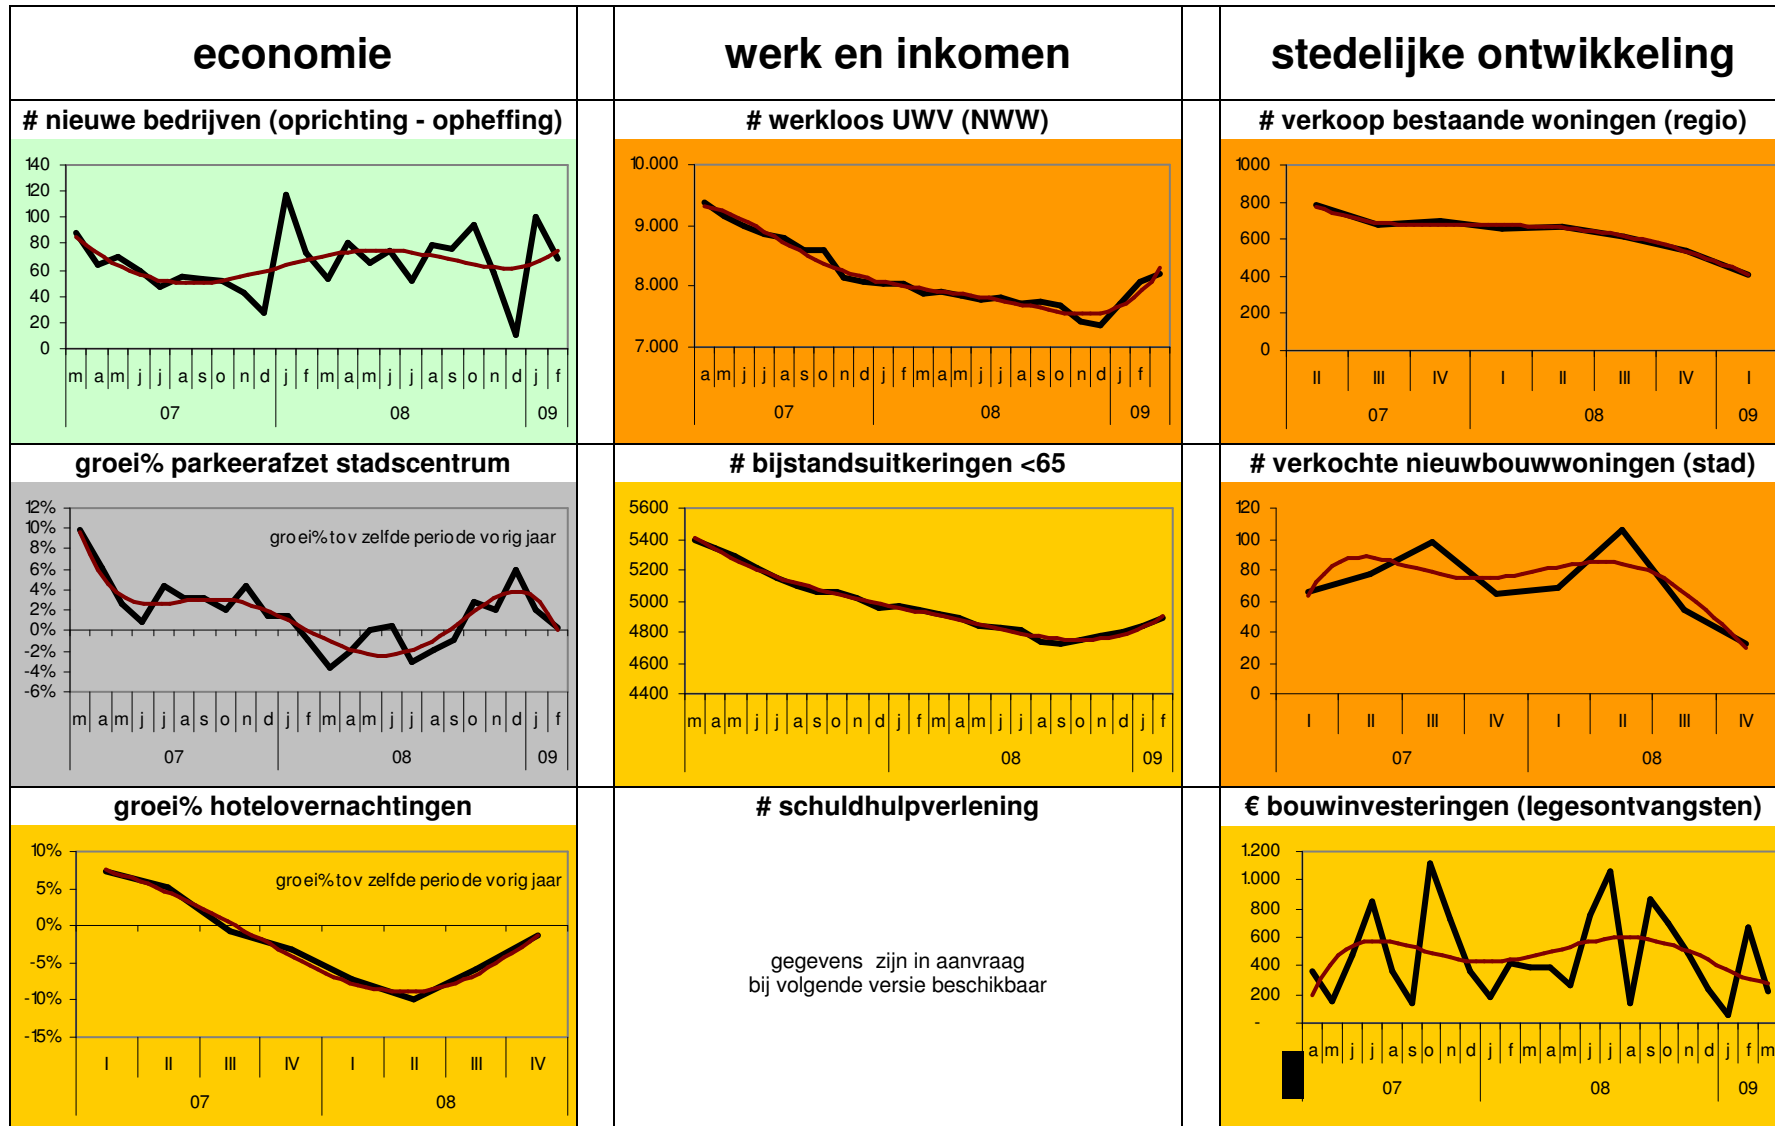 economie
werk en inkomen
stedelijke ontwikkeling
# nieuwe bedrijven (oprichting - opheffing)
140
120
100
80
60
40
20
0
m a m j j a s o n d j f m a m j j a s o n d j f
07 08 09
# werkloos UWV (NWW)
10.000
9.000
8.000
7.000
a m j j a s o n d j f m a m j j a s o n d j f
07 08 09
# verkoop bestaande woningen (regio)
1000
800
600
400
200
0
II III IV I II III IV I
07 08 09
groei% parkeerafzet stadscentrum
groei% tov zelfde periode vorig jaar
12%
10%
8%
6%
4%
2%
0%
-2%
-4%
-6%
m a m j j a s o n d j f m a m j j a s o n d j f
07 08 09
# bijstandsuitkeringen <65
5600
5400
5200
5000
4800
4600
4400
m a m j j a s o n d j f m a m j j a s o n d j f
08 09
# verkochte nieuwbouwwoningen (stad)
120
100
80
60
40
20
0
I II III IV I II III IV
07 08
groei% hotelovernachtingen
groei% tov zelfde periode vorig jaar
10%
5%
0%
-5%
-10%
-15%
I II III IV I II III IV
07 08
# schuldhulpverlening
gegevens zijn in aanvraag
bij volgende versie beschikbaar
€ bouwinvesteringen (legesontvangsten)
1.200
1.000
800
600
400
200
-
a m j j a s o n d j f m a m j j a s o n d j f m
07 08 09